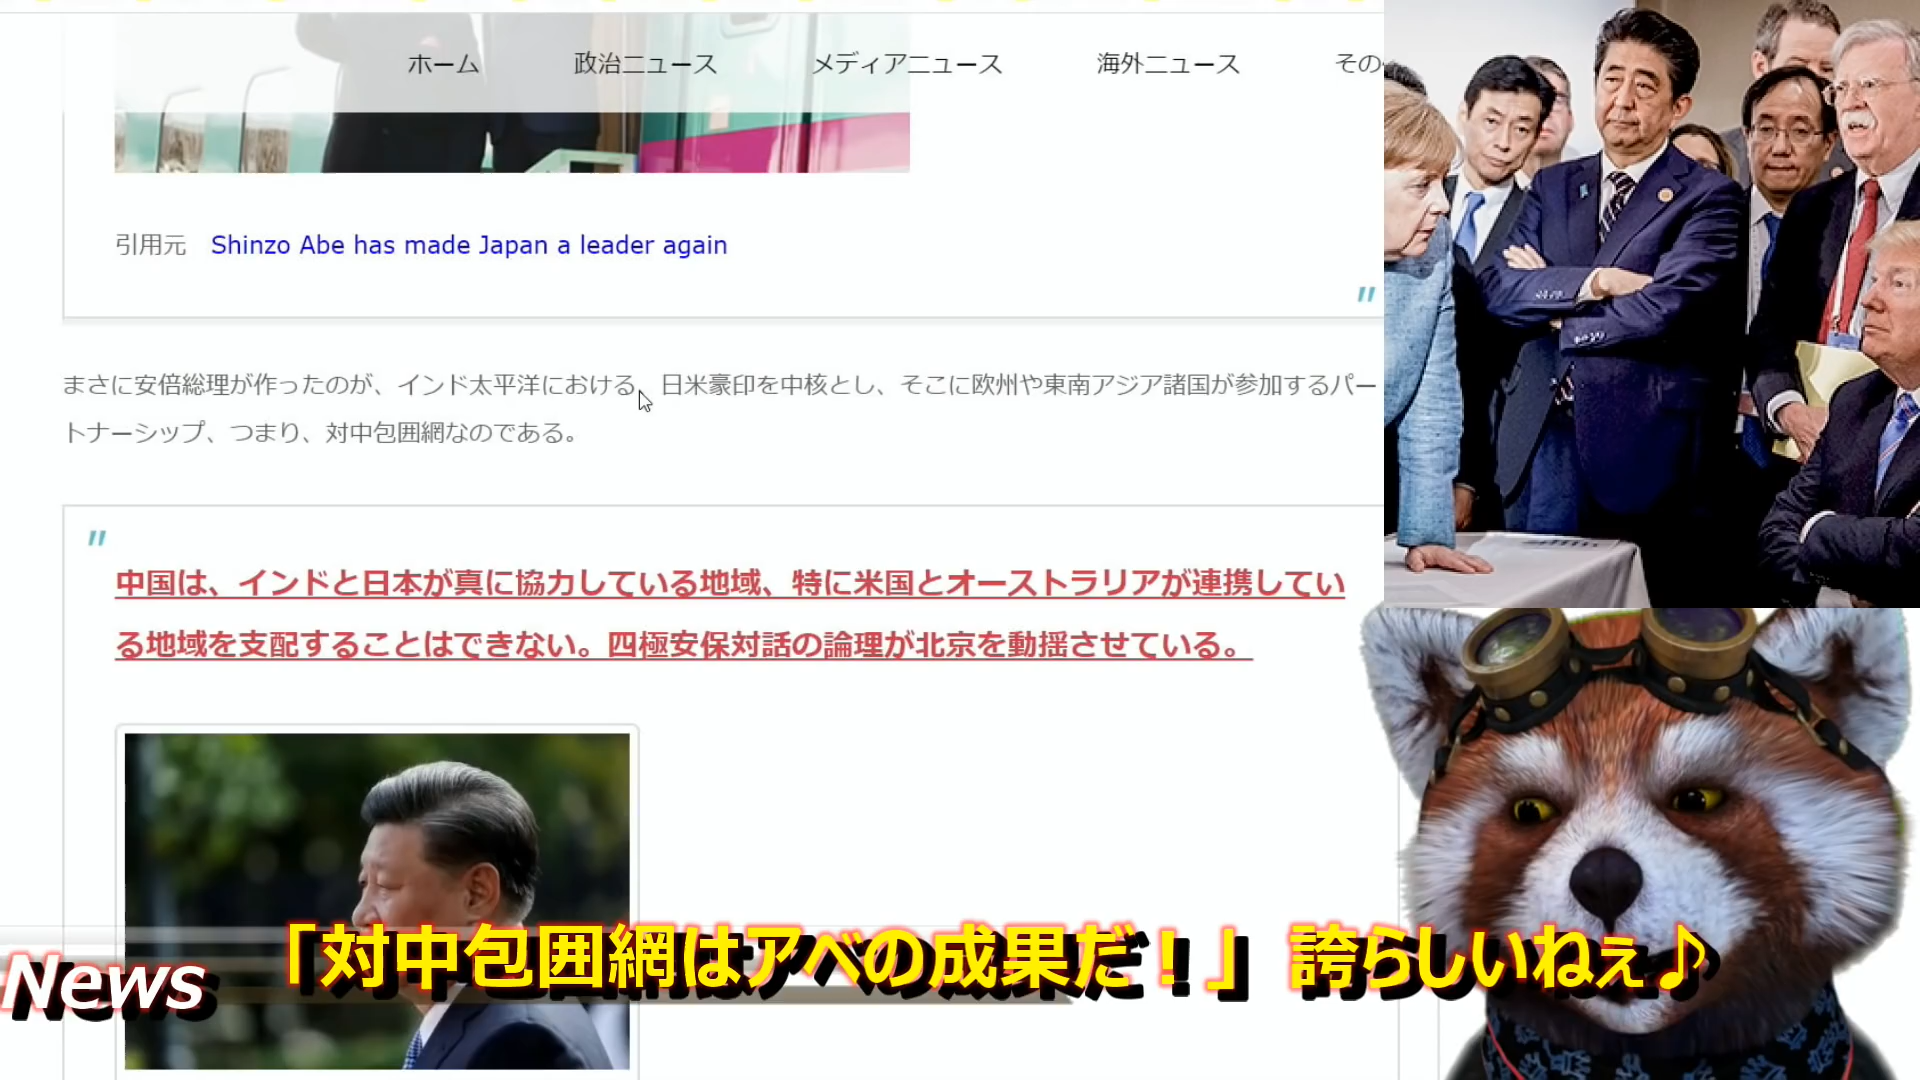 ホーム 政治ニュース メディアニュース 海外ニュース その
引用元 Shinzo Abe has made Japan a leader again
〃
まさに安倍総理が作ったのが、インド太平洋における、日米豪印を中核とし、そこに欧州や東南アジア諸国が参加するパー
トナーシップ、つまり、対中包囲網なのである。
〃
中国は、インドと日本が真に協力している地域、特に米国とオーストラリアが連携してい
る地域を支配することはできない。四極安保対話の論理が北京を動揺させている。
News
「対中包囲網はアベの成果だ！」誇らしいねぇ♪